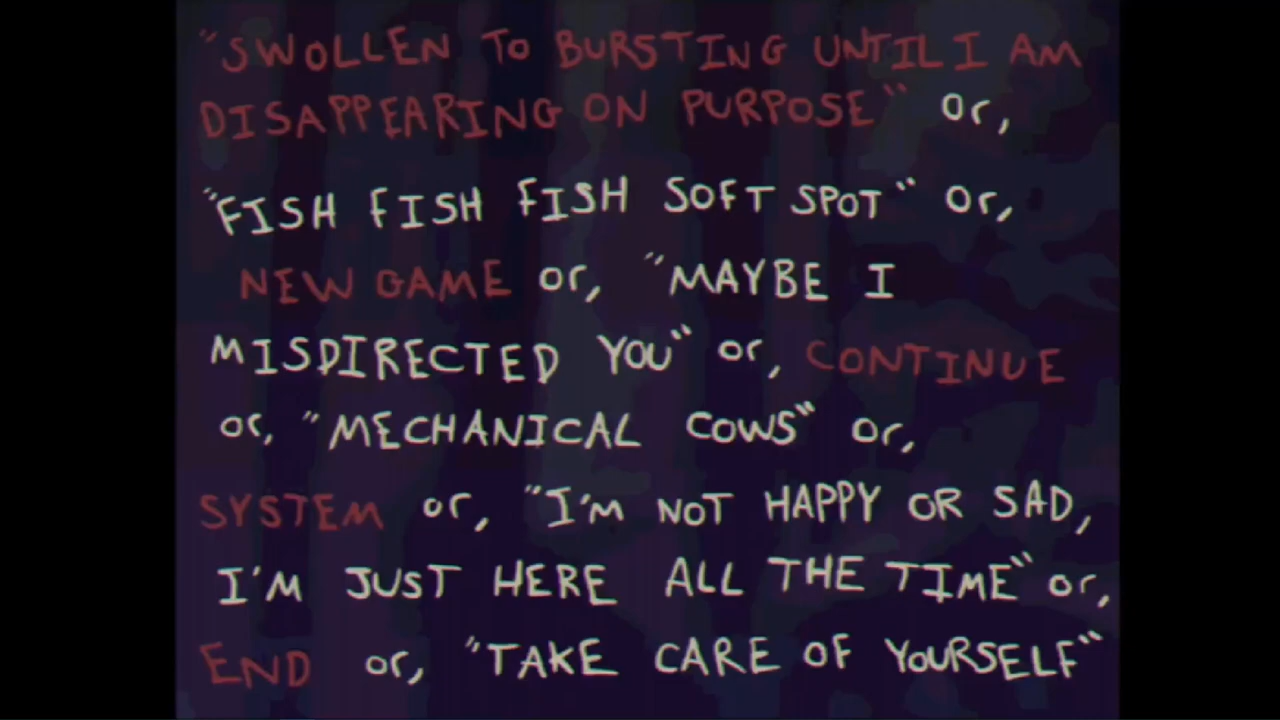 "SWOLLEN TO BURSTING UNTIL I AM
DISAPPEARING ON PURPOSE" or,
"FISH FISH FISH SOFT SPOT" or,
NEW GAME or, "MAYBE I
MISDIRECTED YOU" or, CONTINUE
or, "MECHANICAL COWS" or,
SYSTEM or, "I'M NOT HAPPY OR SAD,
I'M JUST HERE ALL THE TIME" or,
END or, "TAKE CARE OF YOURSELF"